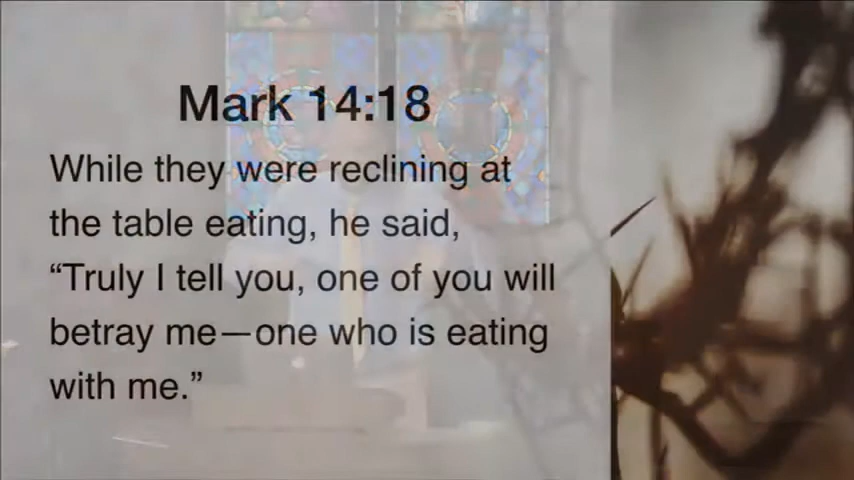 Mark 14:18
While they were reclining at
the table eating, he said,
“Truly I tell you, one of you will
betray me—one who is eating
with me.”